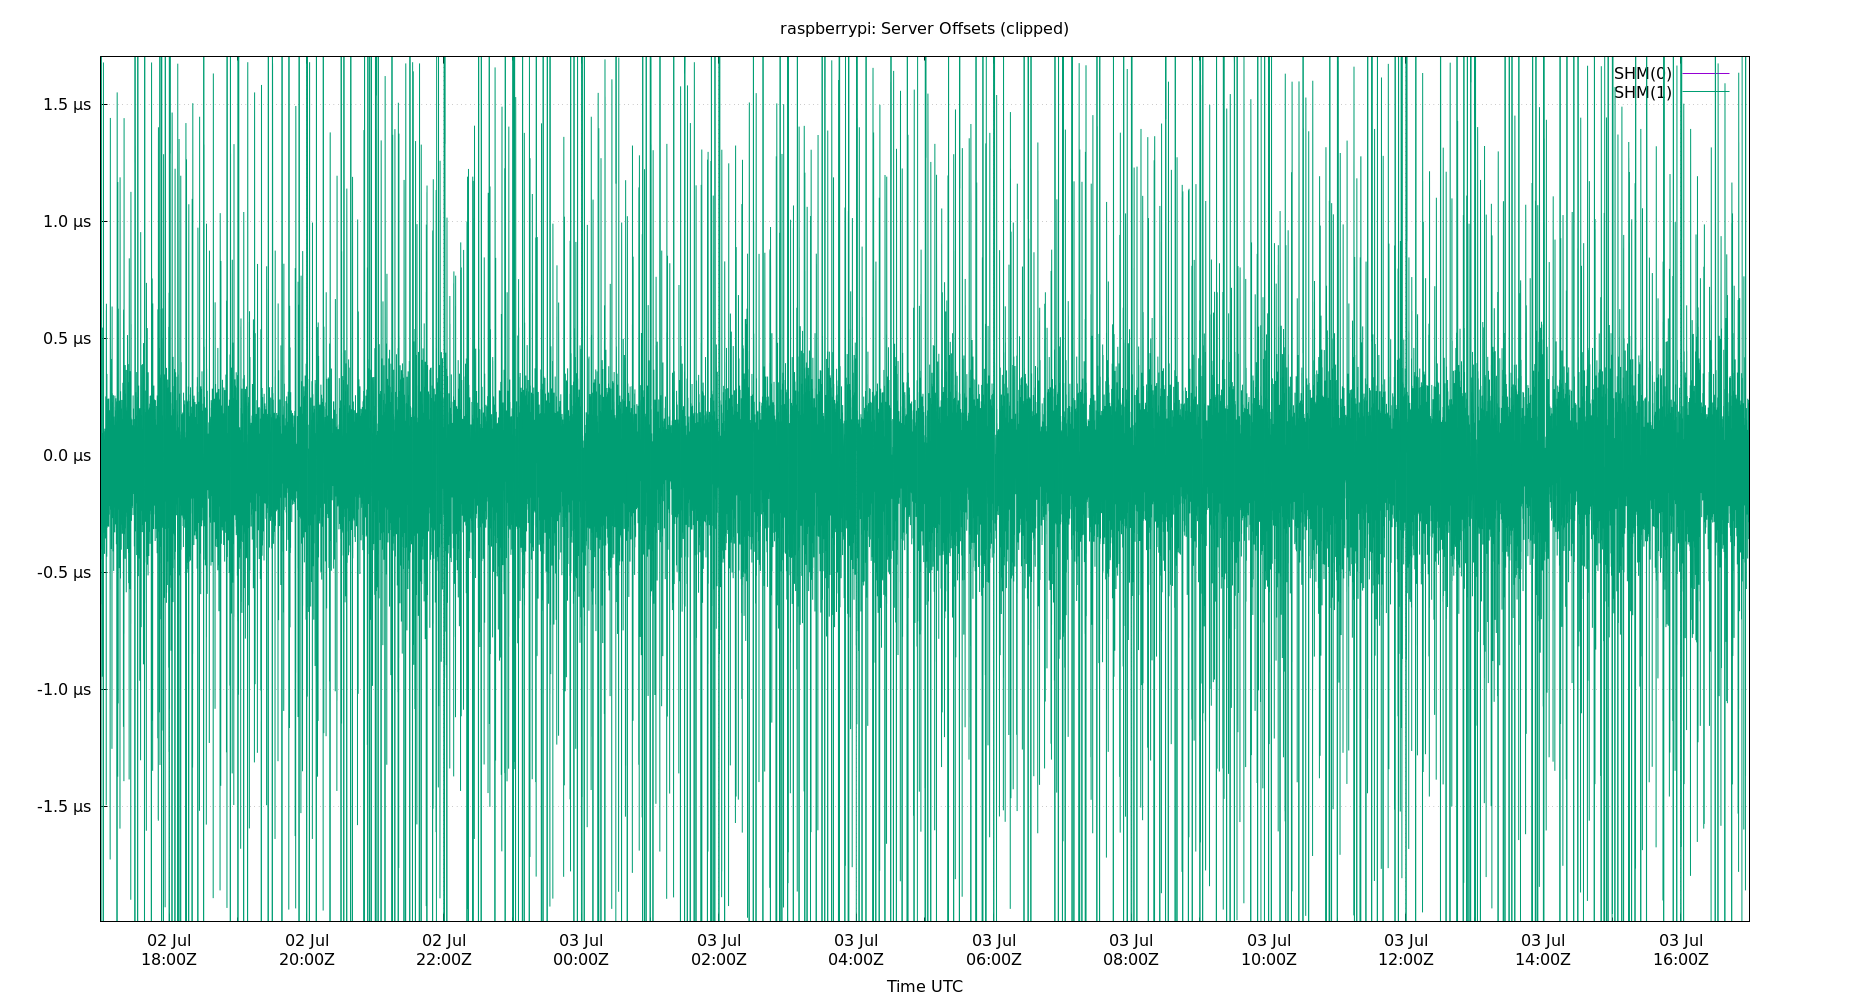 raspberrypi: Server Offsets (clipped)
SHM(0)
SHM(1)
1.5 µs
1.0 µs
0.5 µs
0.0 µs
-0.5 µs
-1.0 µs
-1.5 µs
02 Jul 02 Jul 02 Jul 03 Jul 03 Jul 03 Jul 03 Jul 03 Jul 03 Jul 03 Jul 03 Jul 03 Jul
18:00Z 20:00Z 22:00Z 00:00Z 02:00Z 04:00Z 06:00Z 08:00Z 10:00Z 12:00Z 14:00Z 16:00Z
Time UTC